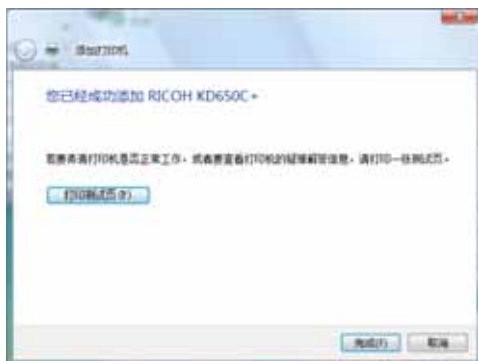 添加打印机
您已经成功添加 RICOH KD650C。
若要弄清打印机是否正常工作，或者要查看打印机的疑难解答信息，请打印一张测试页。
打印测试页(P)
完成(F)
取消